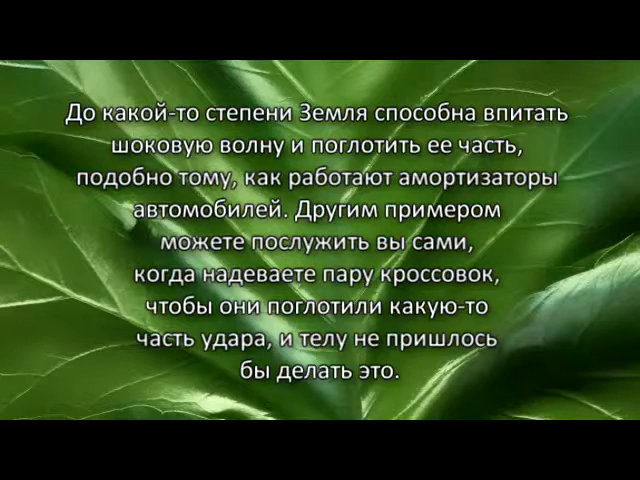 До какой-то степени Земля способна впитать
шоковую волну и поглотить ее часть,
подобно тому, как работают амортизаторы
автомобилей. Другим примером
можете послужить вы сами,
когда надеваете пару кроссовок,
чтобы они поглотили какую-то
часть удара, и телу не пришлось
бы делать это.